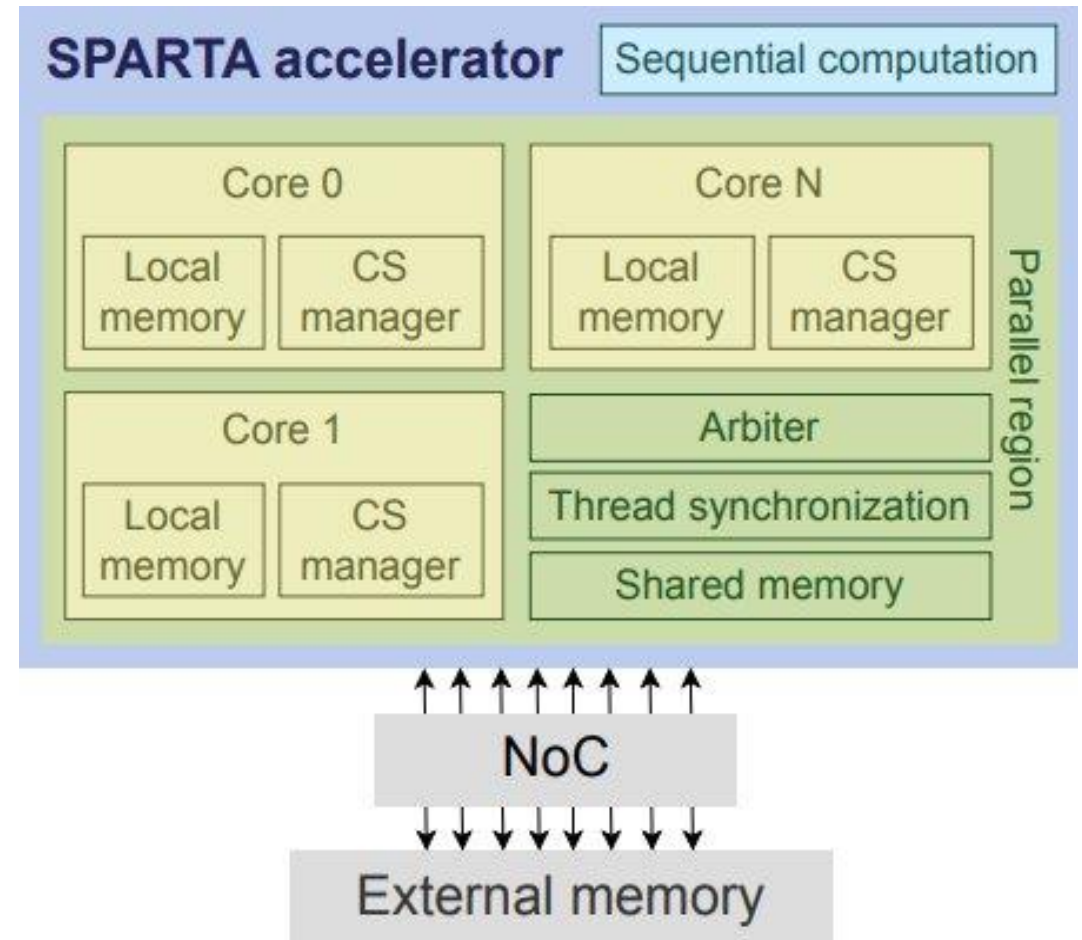 SPARTA accelerator
Sequential computation
Core 0
Local
memory
CS
manager
Core N
Local
memory
CS
manager
Core 1
Local
memory
CS
manager
Arbiter
Thread synchronization
Shared memory
Parallel region
NoC
External memory